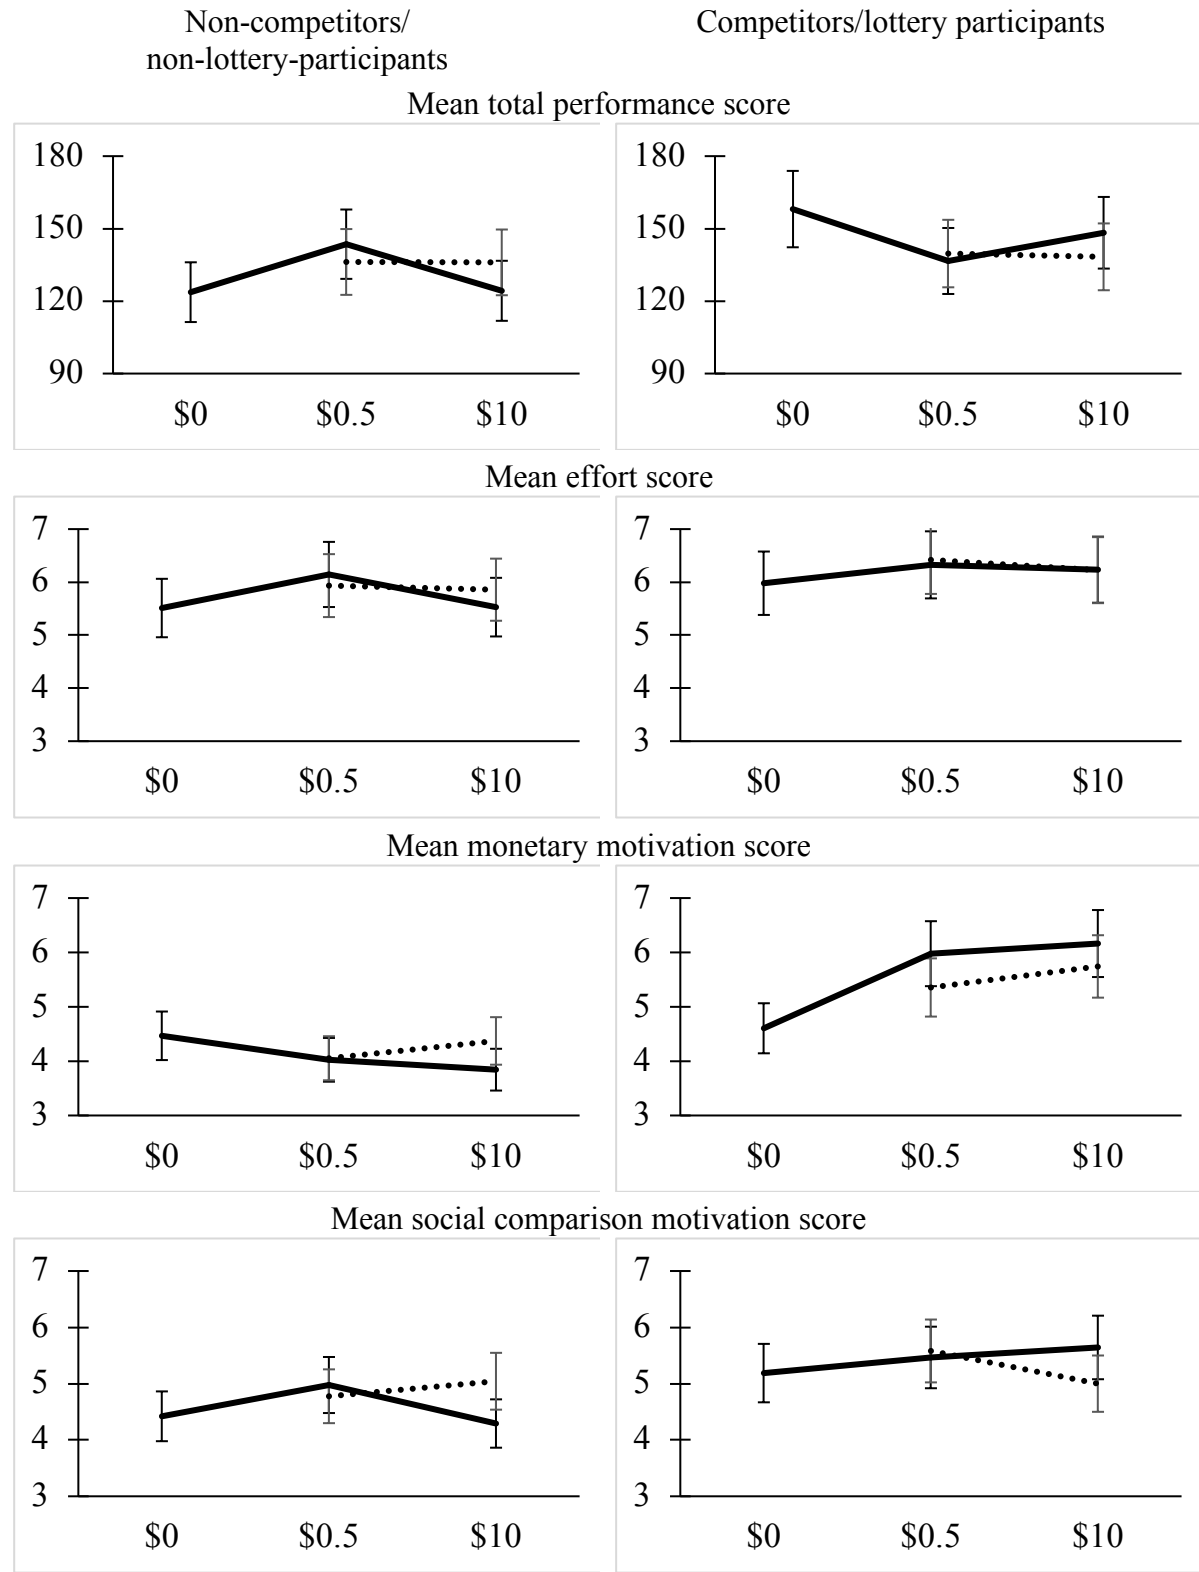 Non-competitors/
non-lottery-participants
Competitors/lottery participants
Mean total performance score
180
150
120
90
$0 $0.5 $10
180
150
120
90
$0 $0.5 $10
Mean effort score
7
6
5
4
3
$0 $0.5 $10
7
6
5
4
3
$0 $0.5 $10
Mean monetary motivation score
7
6
5
4
3
$0 $0.5 $10
7
6
5
4
3
$0 $0.5 $10
Mean social comparison motivation score
7
6
5
4
3
$0 $0.5 $10
7
6
5
4
3
$0 $0.5 $10